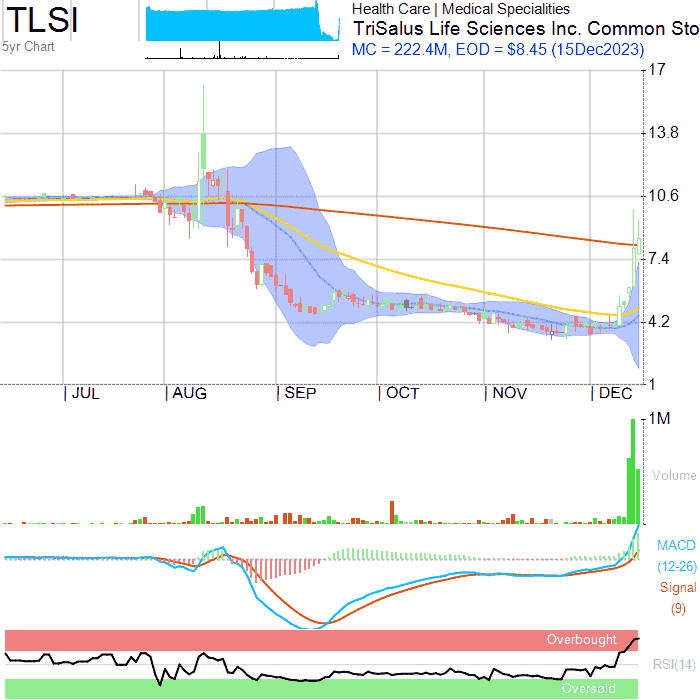 TLSI
5yr Chart
Health Care | Medical Specialities
TriSalus Life Sciences Inc. Common Sto
MC = 222.4M, EOD = $8.45 (15Dec2023)
17
13.8
10.6
7.4
4.2
1
JUL
AUG
SEP
OCT
NOV
DEC
1M
Volume
MACD
(12-26)
Signal
(9)
Overbought
RSI(14)
Oversold